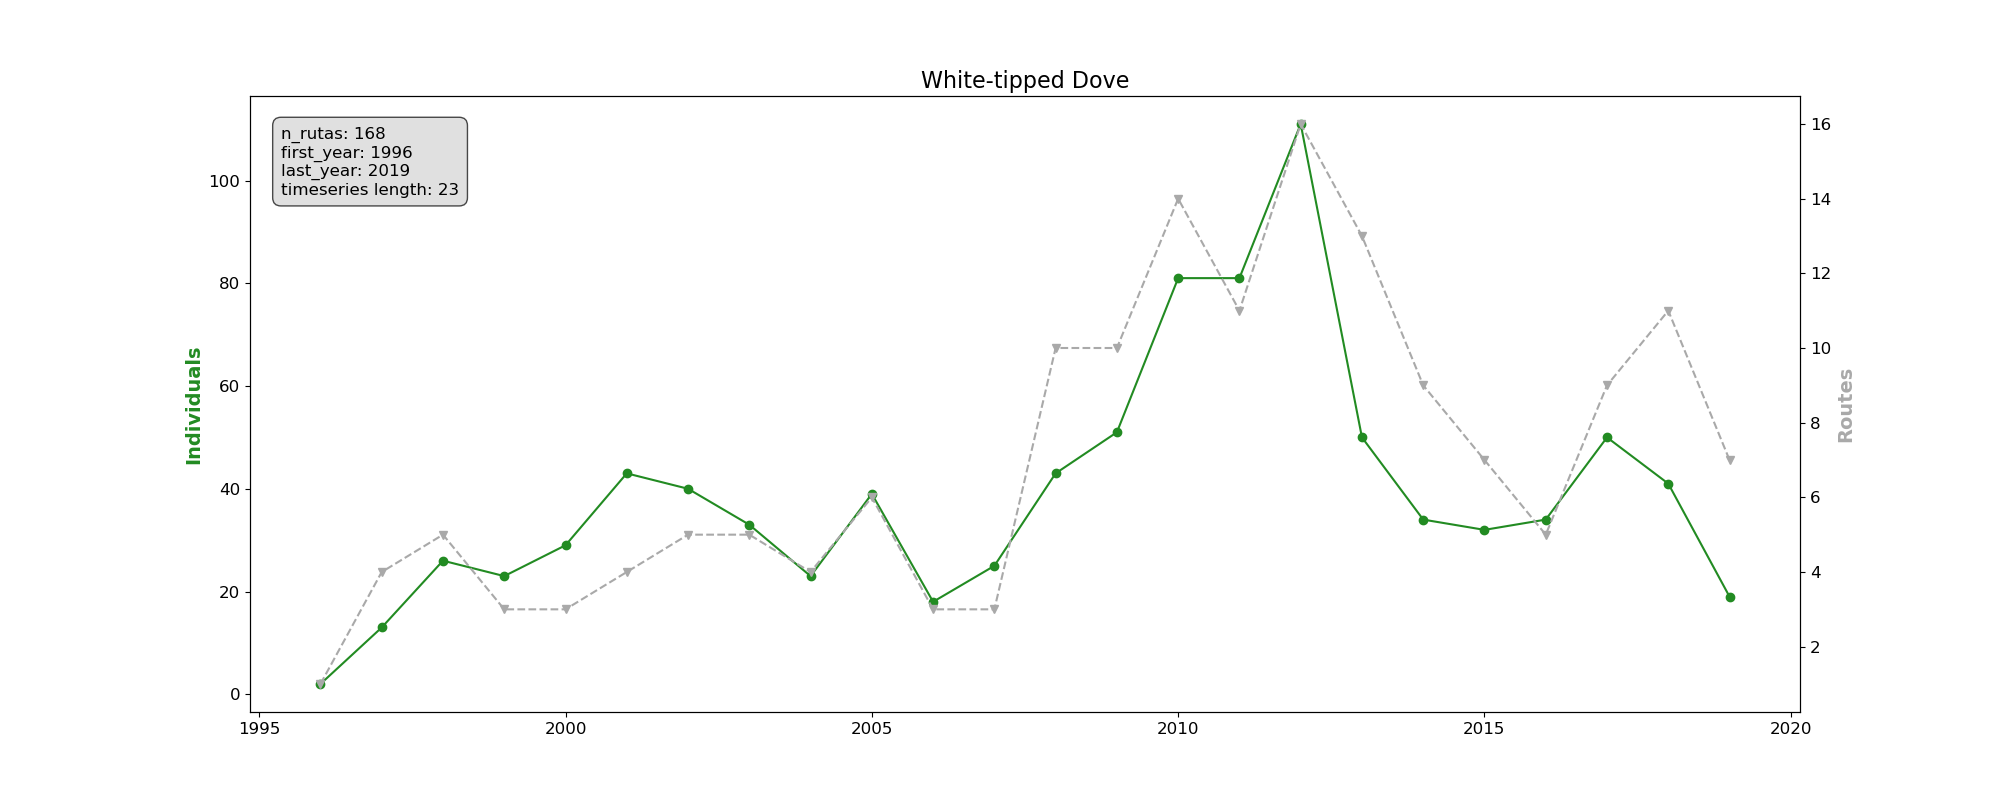 White-tipped Dove
n_rutas: 168
first_year: 1996
last_year: 2019
timeseries length: 23
Individuals
100
80
60
40
20
0
16
14
12
10
8
6
4
2
Routes
1995 2000 2005 2010 2015 2020